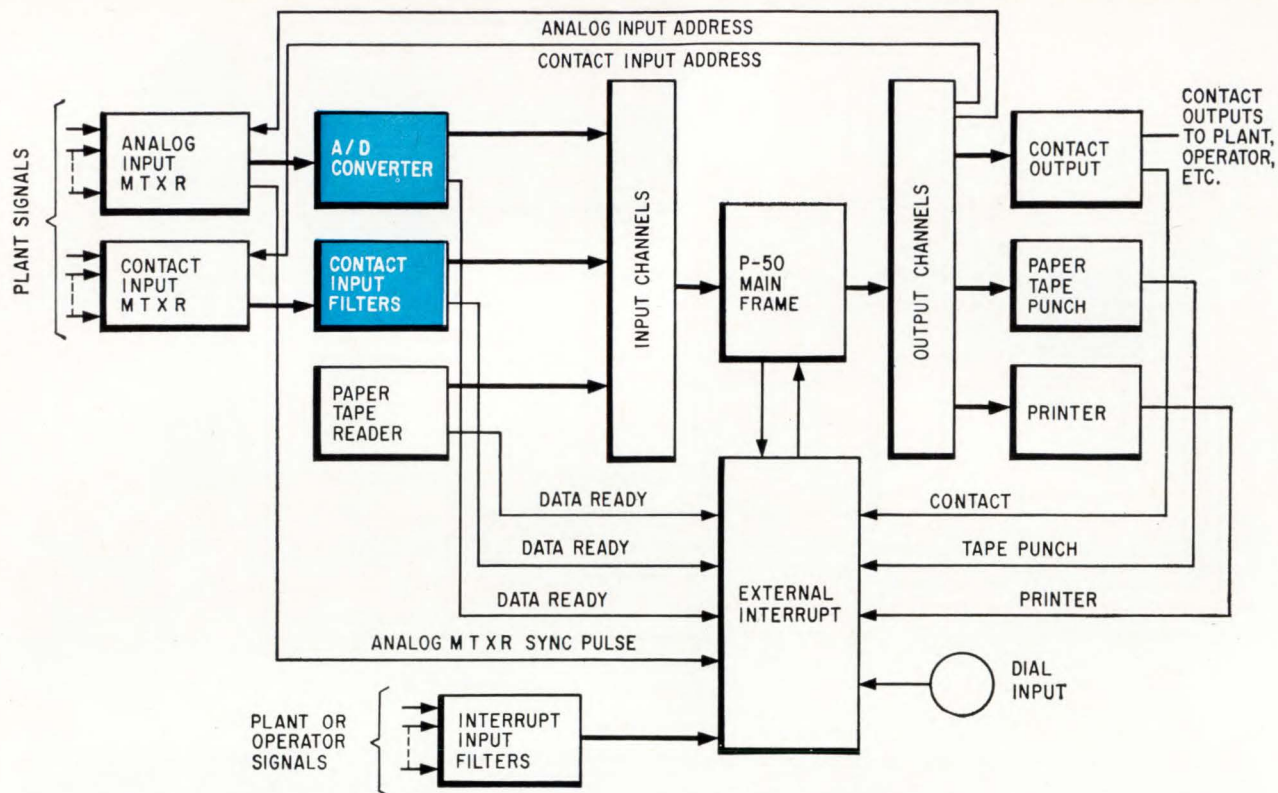 ANALOG INPUT ADDRESS
CONTACT INPUT ADDRESS
PLANT SIGNALS
ANALOG
INPUT
M T X R
A/D
CONVERTER
CONTACT
INPUT
M T X R
CONTACT
INPUT
FILTERS
PAPER
TAPE
READER
INPUT CHANNELS
P-50
MAIN
FRAME
OUTPUT CHANNELS
CONTACT
OUTPUT
CONTACT
OUTPUTS
TO PLANT,
OPERATOR,
ETC.
PAPER
TAPE
PUNCH
PRINTER
DATA READY
DATA READY
DATA READY
ANALOG M T X R SYNC PULSE
EXTERNAL
INTERRUPT
CONTACT
TAPE PUNCH
PRINTER
DIAL
INPUT
PLANT OR
OPERATOR
SIGNALS
INTERRUPT
INPUT
FILTERS